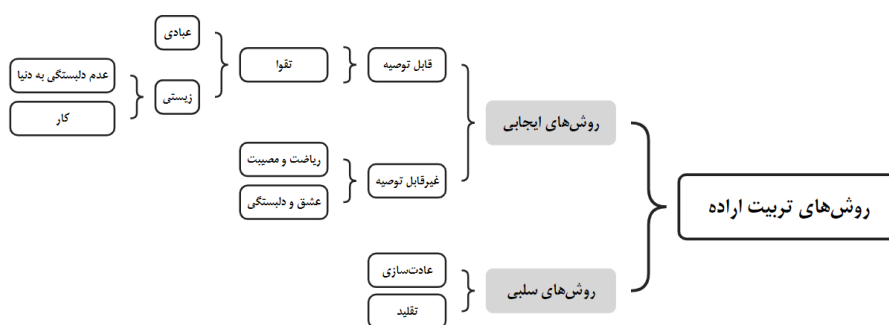 روش‌های تربیت اراده
روش‌های ایجابی
قابل توصیه
تقوا
عبادی
زیستی
عدم دلبستگی به دنیا
کار
غیرقابل توصیه
ریاضت و مصیبت
عشق و دلبستگی
روش‌های سلبی
عادت‌سازی
تقلید